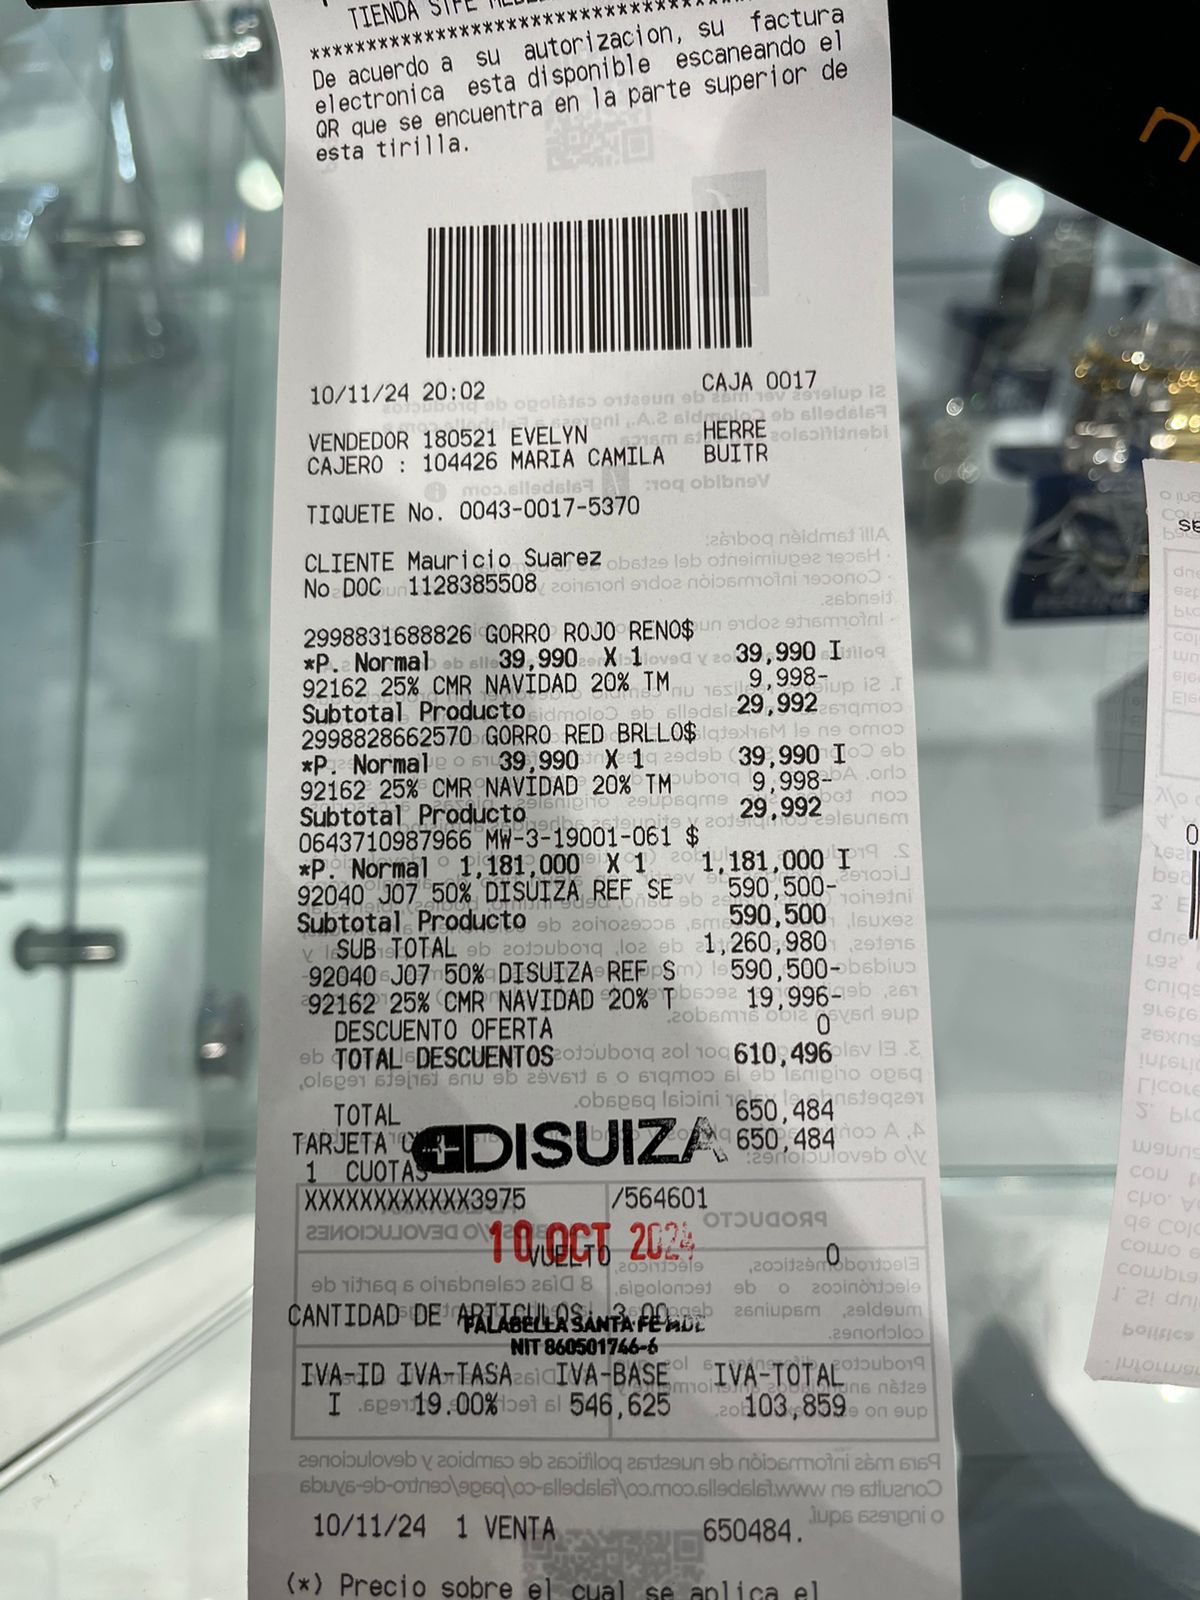 TIENDA STFE
De acuerdo a su autorizacion, su factura
electronica esta disponible escaneando el
QR que se encuentra en la parte superior de
esta tirilla.
10/11/24 20:02 CAJA 0017
VENDEDOR 180521 EVELYN HERRE
CAJERO : 104426 MARIA CAMILA BUITR
TIQUETE No. 0043-0017-5370
CLIENTE Mauricio Suarez
No DOC 1128385508
2998831688826 GORRO ROJO RENO$
*P. Normal 39,990 X 1 39,990 I
92162 25% CMR NAVIDAD 20% TM 9,998-
Subtotal Producto 29,992
2998828662570 GORRO RED BRLLO$
*P. Normal 39,990 X 1 39,990 I
92162 25% CMR NAVIDAD 20% TM 9,998-
Subtotal Producto 29,992
0643710987966 MW-3-19001-061 $
*P. Normal 1,181,000 X 1 1,181,000 I
92040 J07 50% DISUIZA REF SE 590,500-
Subtotal Producto 590,500
SUB TOTAL 1,260,980
92040 J07 50% DISUIZA REF S 590,500-
92162 25% CMR NAVIDAD 20% T 19,996-
DESCUENTO OFERTA 0
TOTAL DESCUENTOS 610,496
TOTAL 650,484
TARJETA 650,484
DISUIZA
1 CUOTAS
XXXXXXXXXXXX3975 /564601
10 OCT 2024
VUELTO 0
CANTIDAD DE ARTICULOS 3.00
FALABELLA SANTA FE MDE
NIT 860501746-6
IVA-ID IVA-TASA IVA-BASE IVA-TOTAL
I 19.00% 546,625 103,859
10/11/24 1 VENTA 650484.
(*) Precio sobre el cual se aplica el